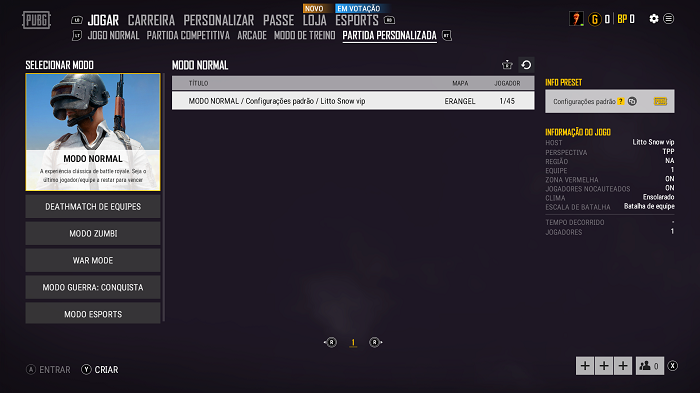 NOVO EM VOTAÇÃO
PUBG LB JOGAR CARREIRA PERSONALIZAR PASSE LOJA ESPORTS RB G 0 BP 0
LT JOGO NORMAL PARTIDA COMPETITIVA ARCADE MODO DE TREINO PARTIDA PERSONALIZADA RT
SELECIONAR MODO
MODO NORMAL
A experiência clássica de battle royale. Seja o
último jogador/equipe a restar para vencer
DEATHMATCH DE EQUIPES
MODO ZUMBI
WAR MODE
MODO GUERRA: CONQUISTA
MODO ESPORTS
MODO NORMAL
TÍTULO MAPA JOGADOR
MODO NORMAL / Configurações padrão / Litto Snow vip ERANGEL 1/45
R 1 R
INFO PRESET
Configurações padrão ?
INFORMAÇÃO DO JOGO
HOST Litto Snow vip
PERSPECTIVA TPP
REGIÃO NA
EQUIPE 1
ZONA VERMELHA ON
JOGADORES NOCAUTEADOS ON
CLIMA Ensolarado
ESCALA DE BATALHA Batalha de equipe
TEMPO DECORRIDO -
JOGADORES 1
A ENTRAR Y CRIAR
+ + + 0 X